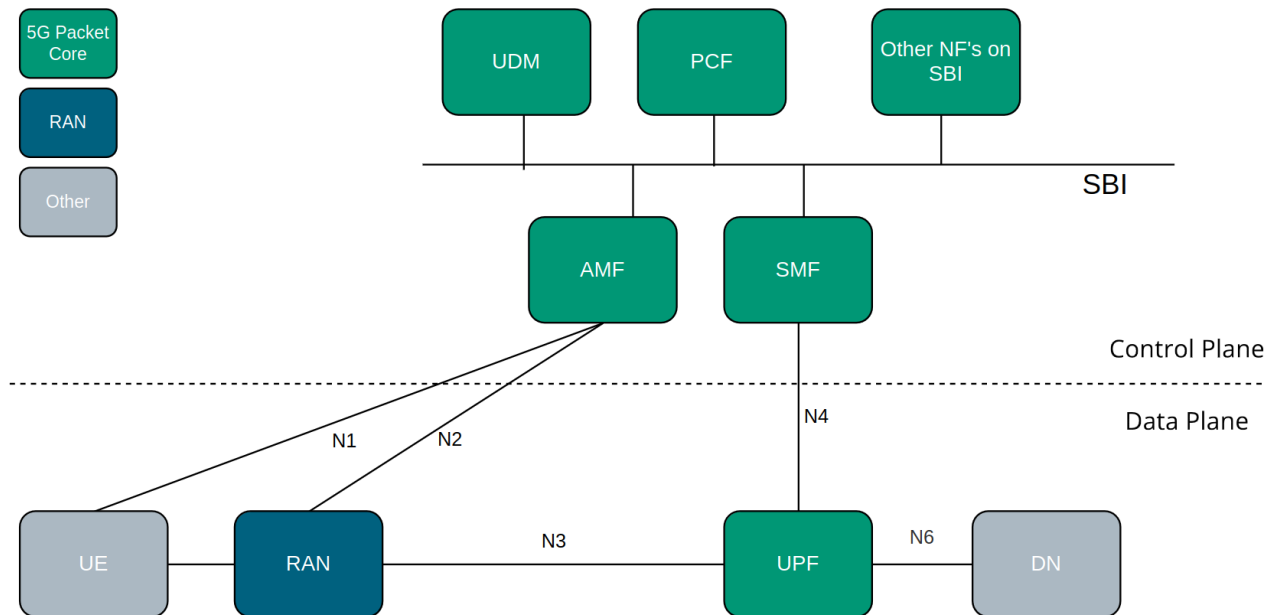 5G Packet
Core
UDM
PCF
Other NF's on
SBI
RAN
SBI
Other
AMF
SMF
Control Plane
N4
Data Plane
N1
N2
N3
N6
UE
RAN
UPF
DN